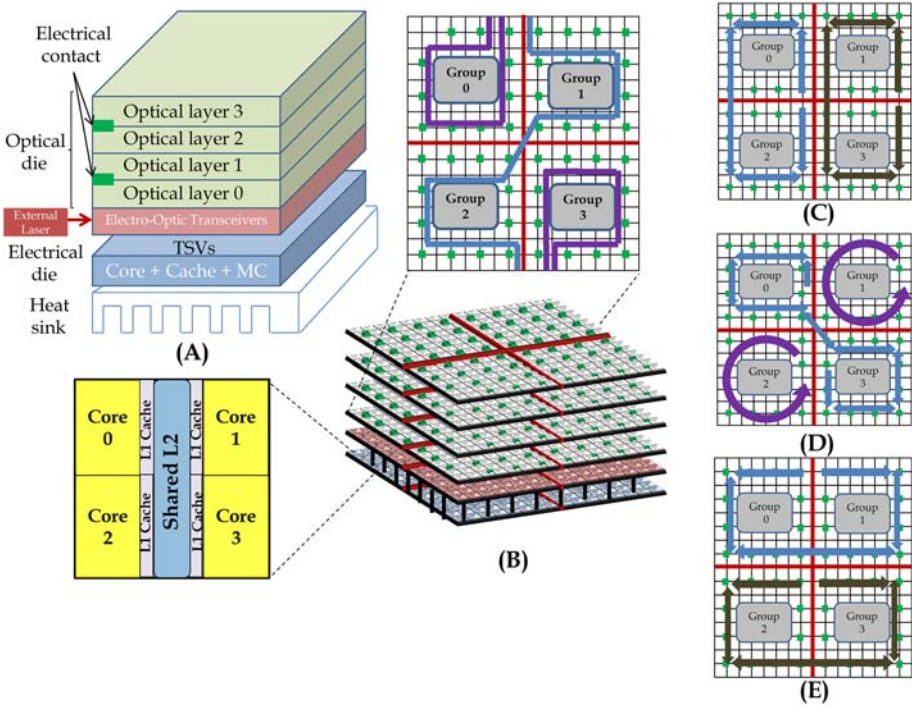 Electrical
contact
Optical
die
Optical layer 3
Optical layer 2
Optical layer 1
Optical layer 0
External
Laser
Electro-Optic Transceivers
TSVs
Electrical
die
Core + Cache + MC
Heat
sink
(A)
Group
0
Group
1
Group
2
Group
3
(B)
Core
0
Core
1
Core
2
Core
3
L1 Cache
L1 Cache
L1 Cache
L1 Cache
Shared L2
Group
0
Group
1
Group
2
Group
3
(C)
Group
0
Group
1
Group
2
Group
3
(D)
Group
0
Group
1
Group
2
Group
3
(E)